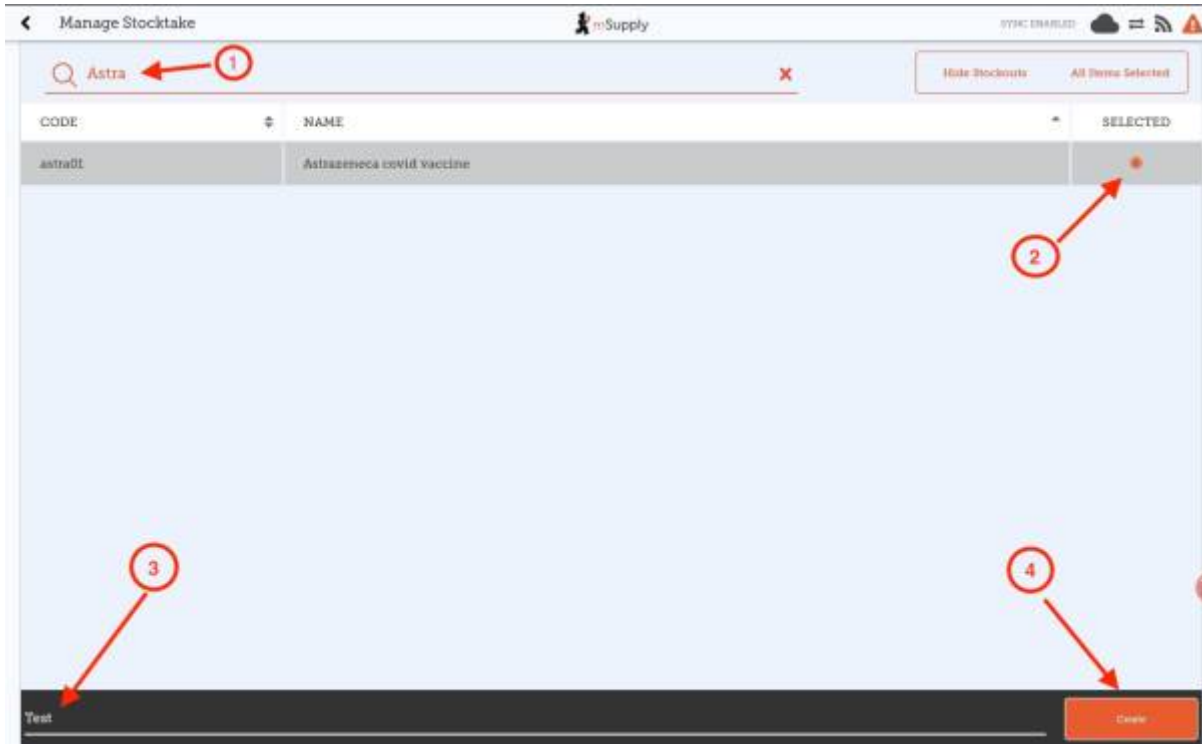 Manage Stocktake
mSupply
SYNC ENABLED
Astra
1
Hide Stockouts
All Items Selected
CODE
NAME
SELECTED
astra01
Astrazeneca covid vaccine
2
3
4
Test
Create